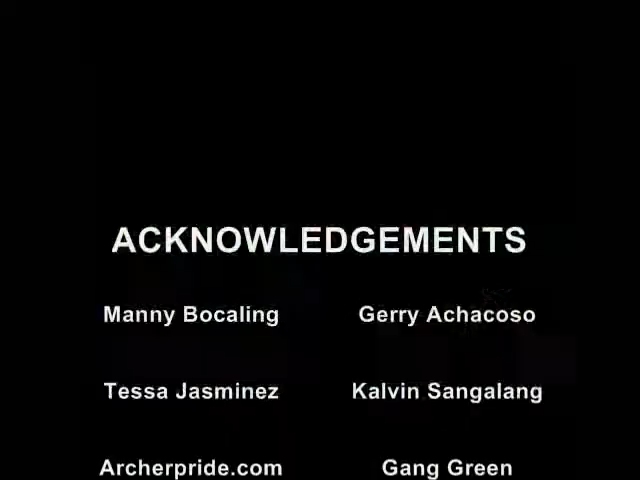 ACKNOWLEDGEMENTS
Manny Bocaling Gerry Achacoso
Tessa Jasminez Kalvin Sangalang
Archerpride.com Gang Green